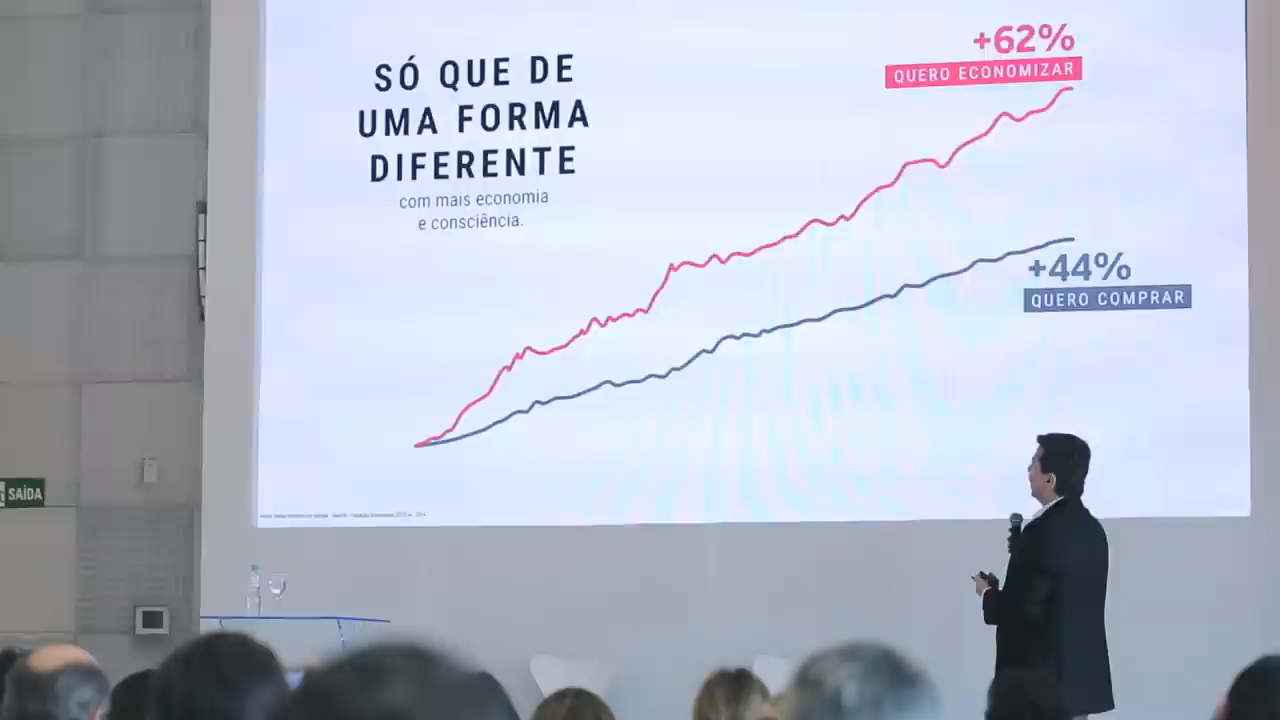 SÓ QUE DE
UMA FORMA
DIFERENTE
com mais economia
e consciência.
+62%
QUERO ECONOMIZAR
+44%
QUERO COMPRAR
SAÍDA